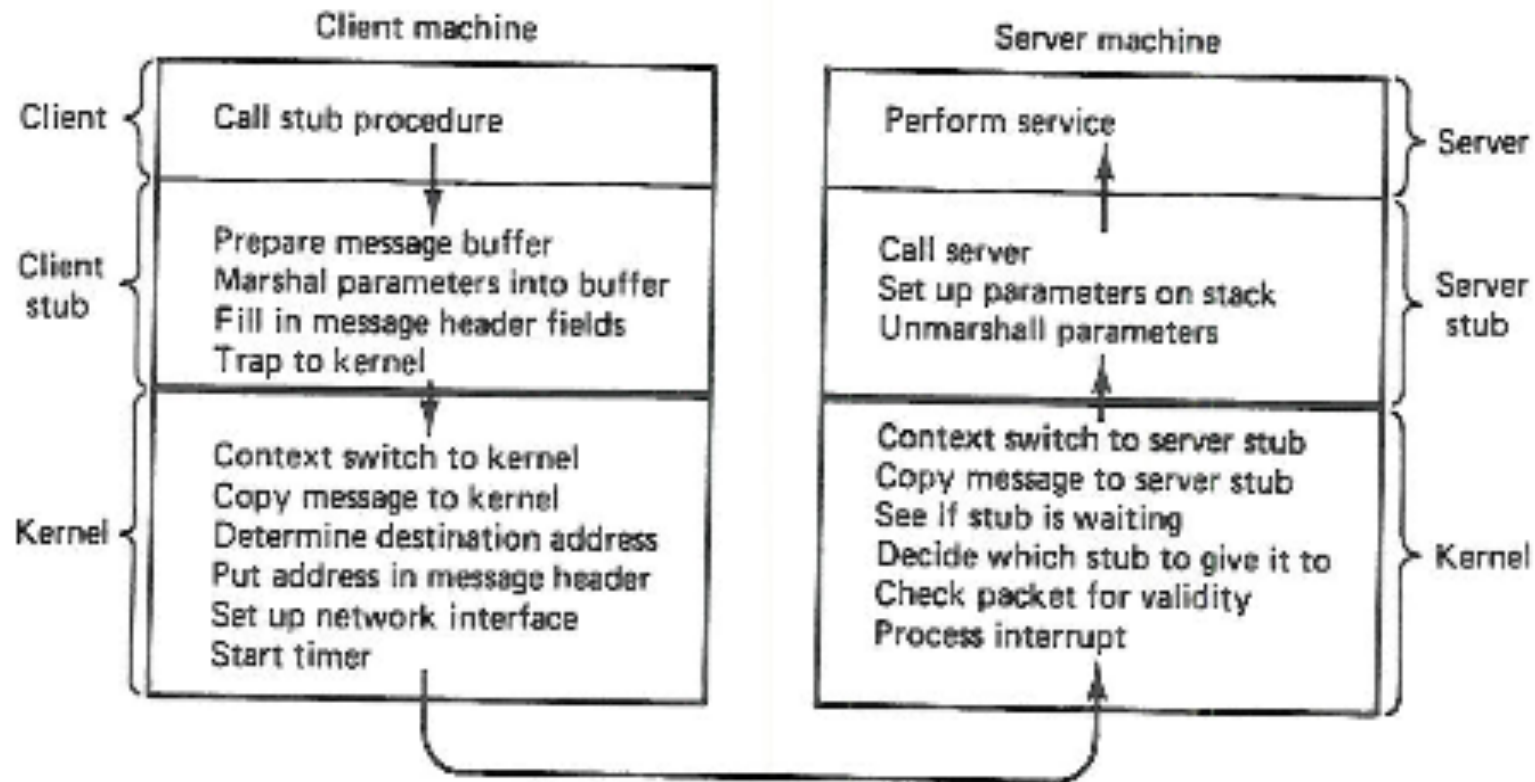 Client machine
Client
Call stub procedure
Client
stub
Prepare message buffer
Marshal parameters into buffer
Fill in message header fields
Trap to kernel
Kernel
Context switch to kernel
Copy message to kernel
Determine destination address
Put address in message header
Set up network interface
Start timer
Server machine
Perform service
Server
Call server
Set up parameters on stack
Unmarshall parameters
Server
stub
Context switch to server stub
Copy message to server stub
See if stub is waiting
Decide which stub to give it to
Check packet for validity
Process interrupt
Kernel